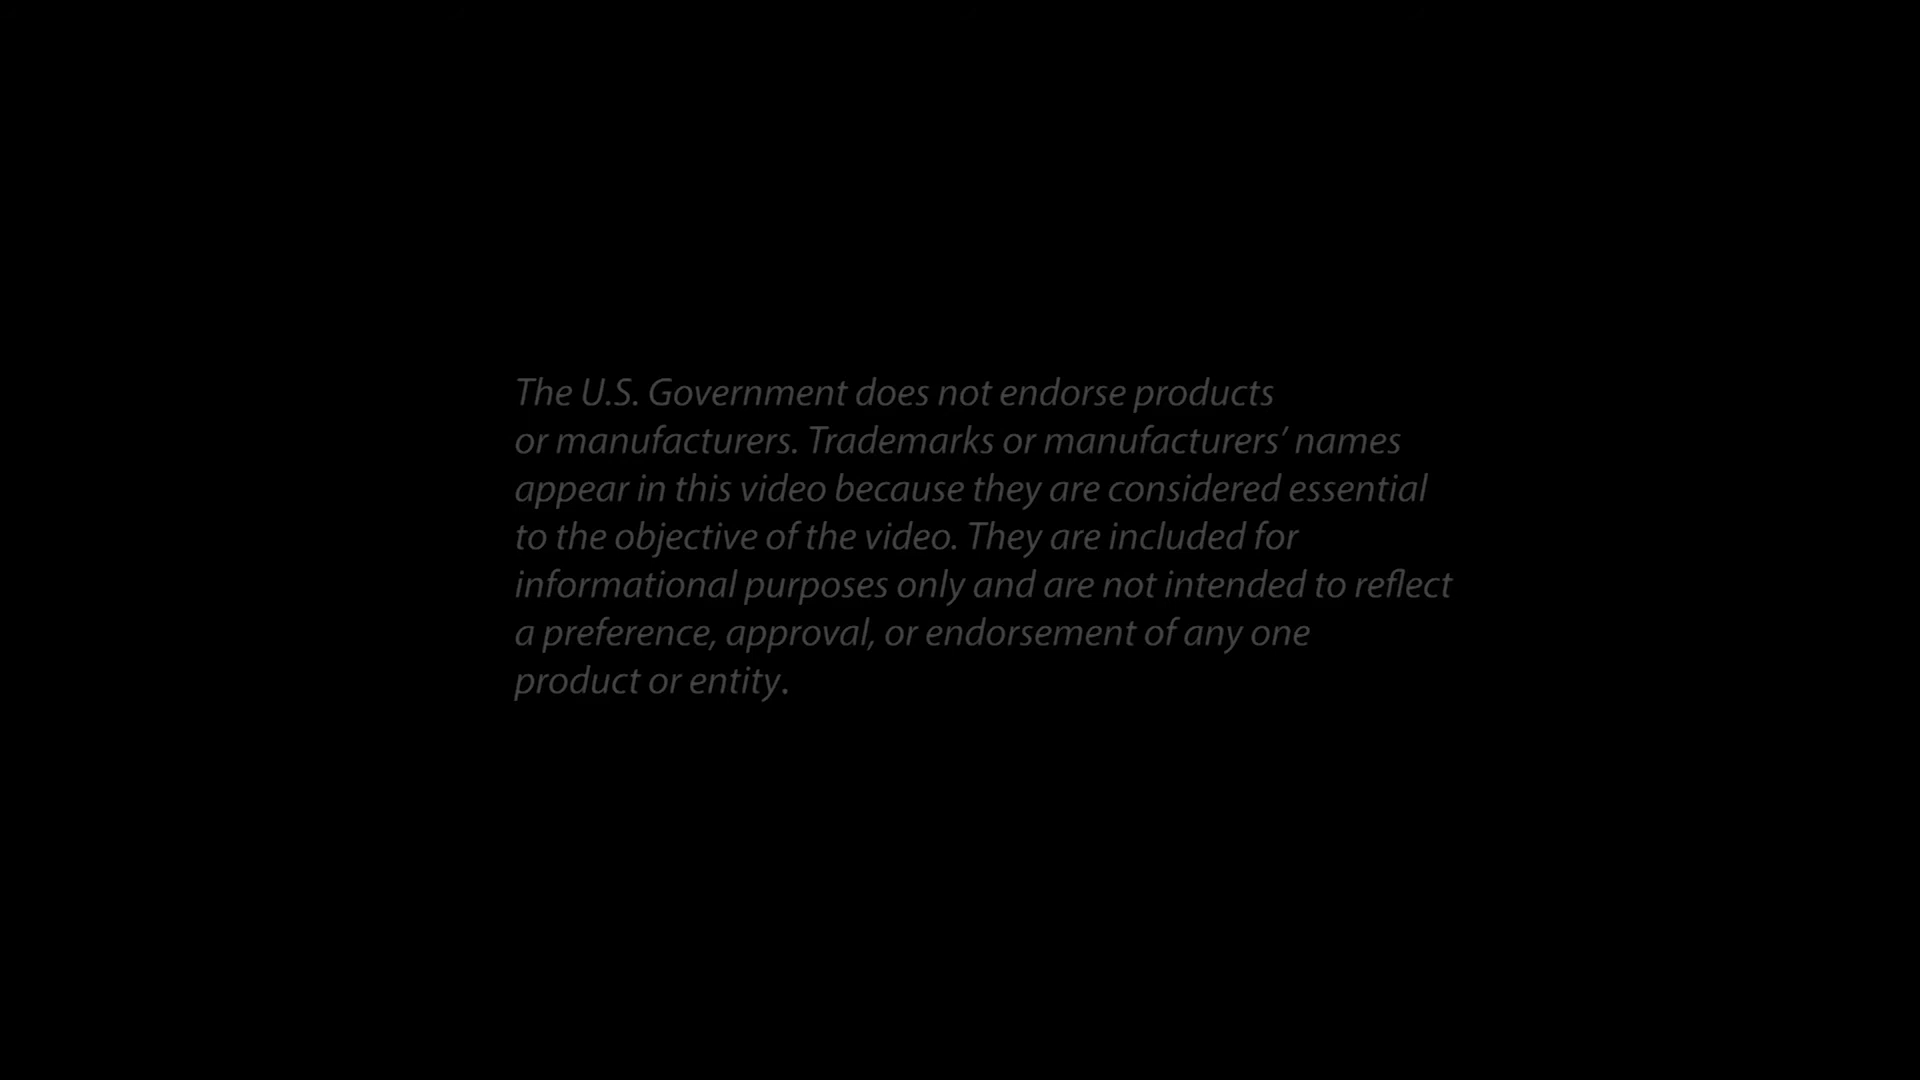 The U.S. Government does not endorse products
or manufacturers. Trademarks or manufacturers’ names
appear in this video because they are considered essential
to the objective of the video. They are included for
informational purposes only and are not intended to reflect
a preference, approval, or endorsement of any one
product or entity.